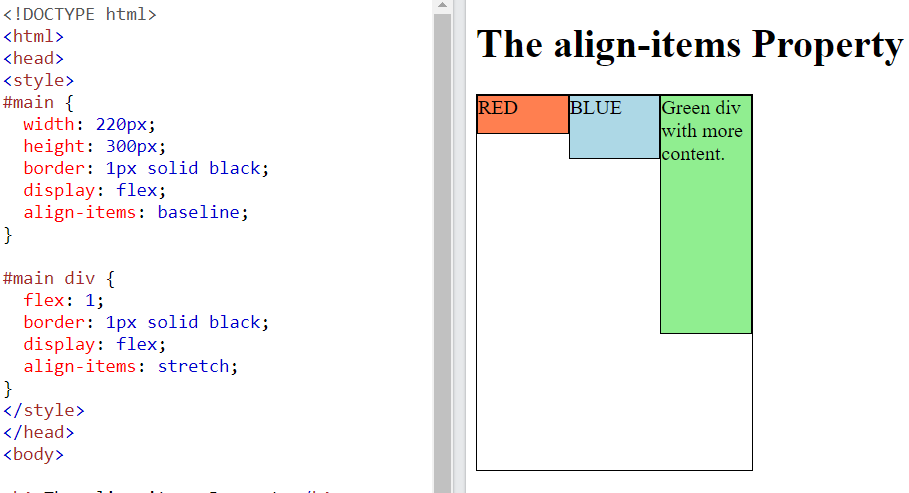 <!DOCTYPE html>
<html>
<head>
<style>
#main {
  width: 220px;
  height: 300px;
  border: 1px solid black;
  display: flex;
  align-items: baseline;
}

#main div {
  flex: 1;
  border: 1px solid black;
  display: flex;
  align-items: stretch;
}
</style>
</head>
<body>

The align-items Property
RED
BLUE
Green div
with more
content.